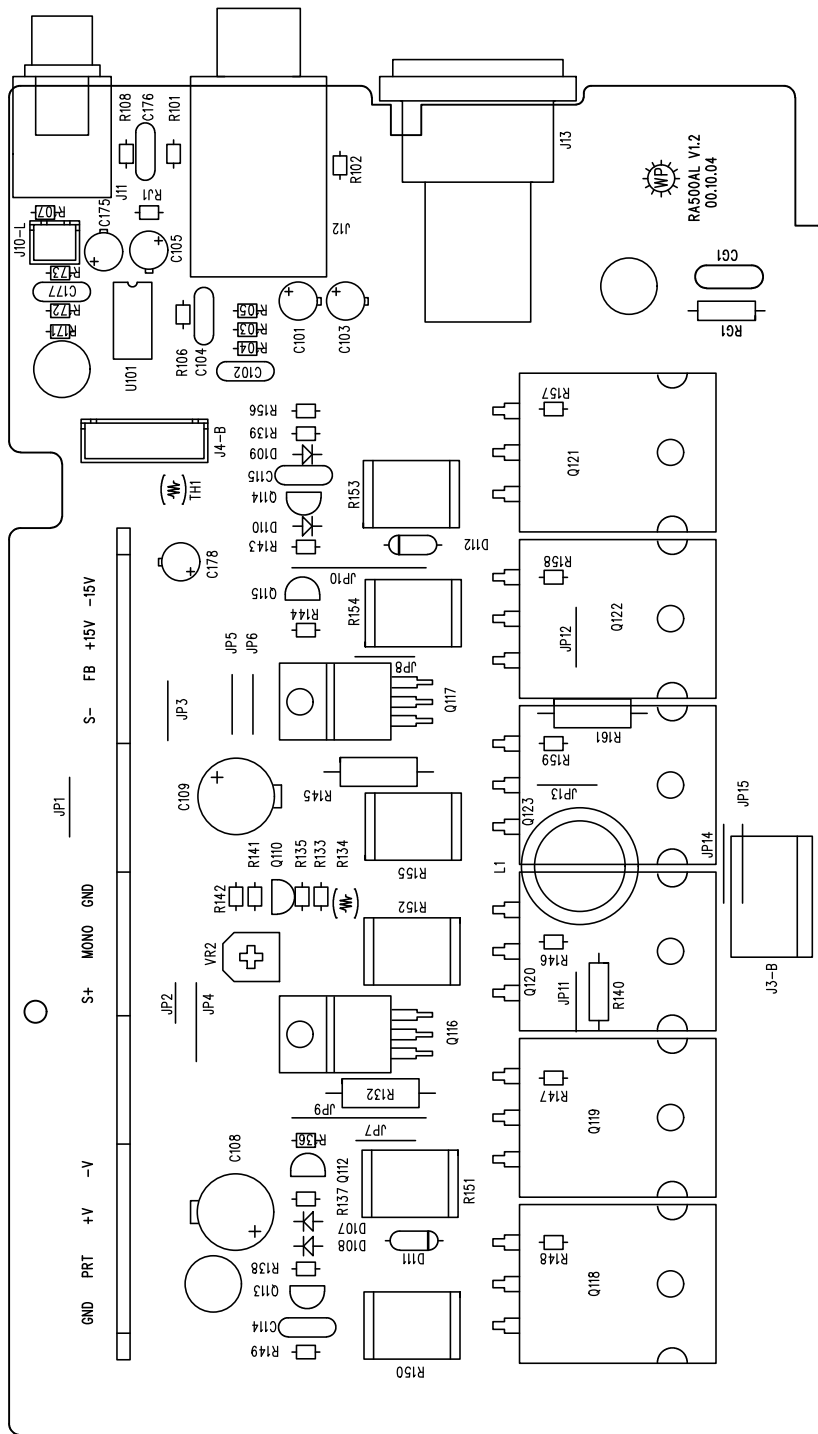 R108
C176
R101
J11
R102
J13
WP
RA500AL V1.2
00.10.04
R107
C175
RJ1
J10-L
J12
C105
R173
C177
R172
R171
U101
R106
C104
R105
R103
R104
C102
C101
C103
CG1
RG1
R156
R139
D109
C115
Q114
D110
R143
J4-B
TH1
R153
D112
R157
Q121
C178
JP10
Q115
R144
R154
JP8
R158
JP12
Q122
-15V
+15V
FB
S-
JP5
JP6
JP3
Q117
R161
R159
JP13
Q123
JP1
C109
R145
R155
L1
JP14
JP15
R142
R141
Q110
R135
R133
R134
R152
GND
MONO
S+
VR2
JP2
JP4
Q116
R146
Q120
JP11
R140
J3-B
R132
JP9
JP7
R136
Q112
R137
D107
D108
R138
Q113
C114
R149
C108
R151
D111
R150
-V
+V
PRT
GND
R147
Q119
R148
Q118